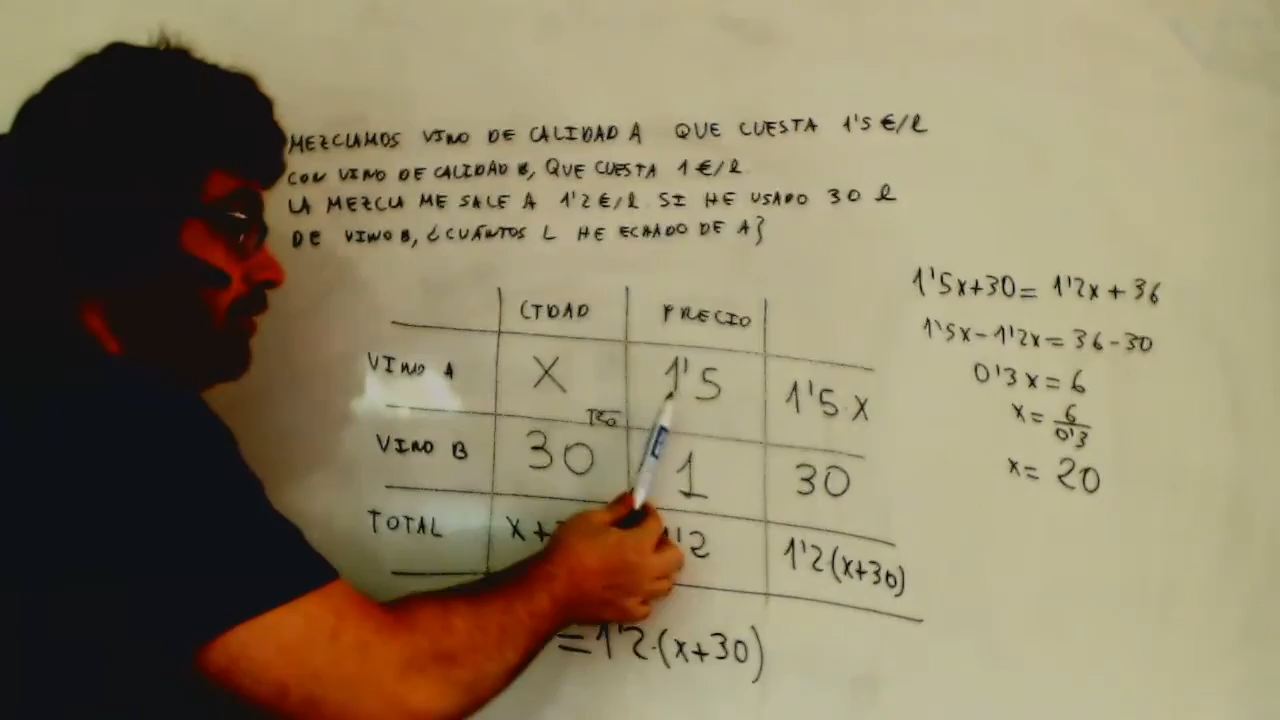 MEZCLAMOS VINO DE CALIDAD A QUE CUESTA 1'5 €/l
CON VINO DE CALIDAD B, QUE CUESTA 1 €/l.
LA MEZCLA ME SALE A 1'2 €/l. SI HE USADO 30 l
DE VINO B, ¿CUÁNTOS L HE ECHADO DE A?
CTDAD PRECIO
VINO A X 1'5 1'5·X
VINO B 30 1 30
TOTAL X+ 1'2 1'2(x+30)
=1'2·(x+30)
1'5x+30= 1'2x+36
1'5x-1'2x=36-30
0'3x=6
x=6/0'3
x= 20